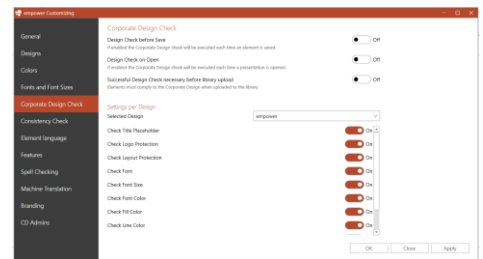 empower Customizing
General
Designs
Colors
Fonts and Font Sizes
Corporate Design Check
Consistency Check
Element language
Features
Spell Checking
Machine Translation
Branding
CD Admins
Corporate Design Check
Design Check before Save
Off
If enabled the Corporate Design check will be executed each time an element is saved.
Design Check on Open
Off
If enabled the Corporate Design check will be executed each time a presentation is opened.
Successful Design Check necessary before library upload
Off
Elements must comply to the Corporate Design when uploaded to the library
Settings per Design
Selected Design
empower
Check Title Placeholder
On
Check Logo Protection
On
Check Layout Protection
On
Check Font
On
Check Font Size
On
Check Font Color
On
Check Fill Color
On
Check Line Color
On
OK
Close
Apply